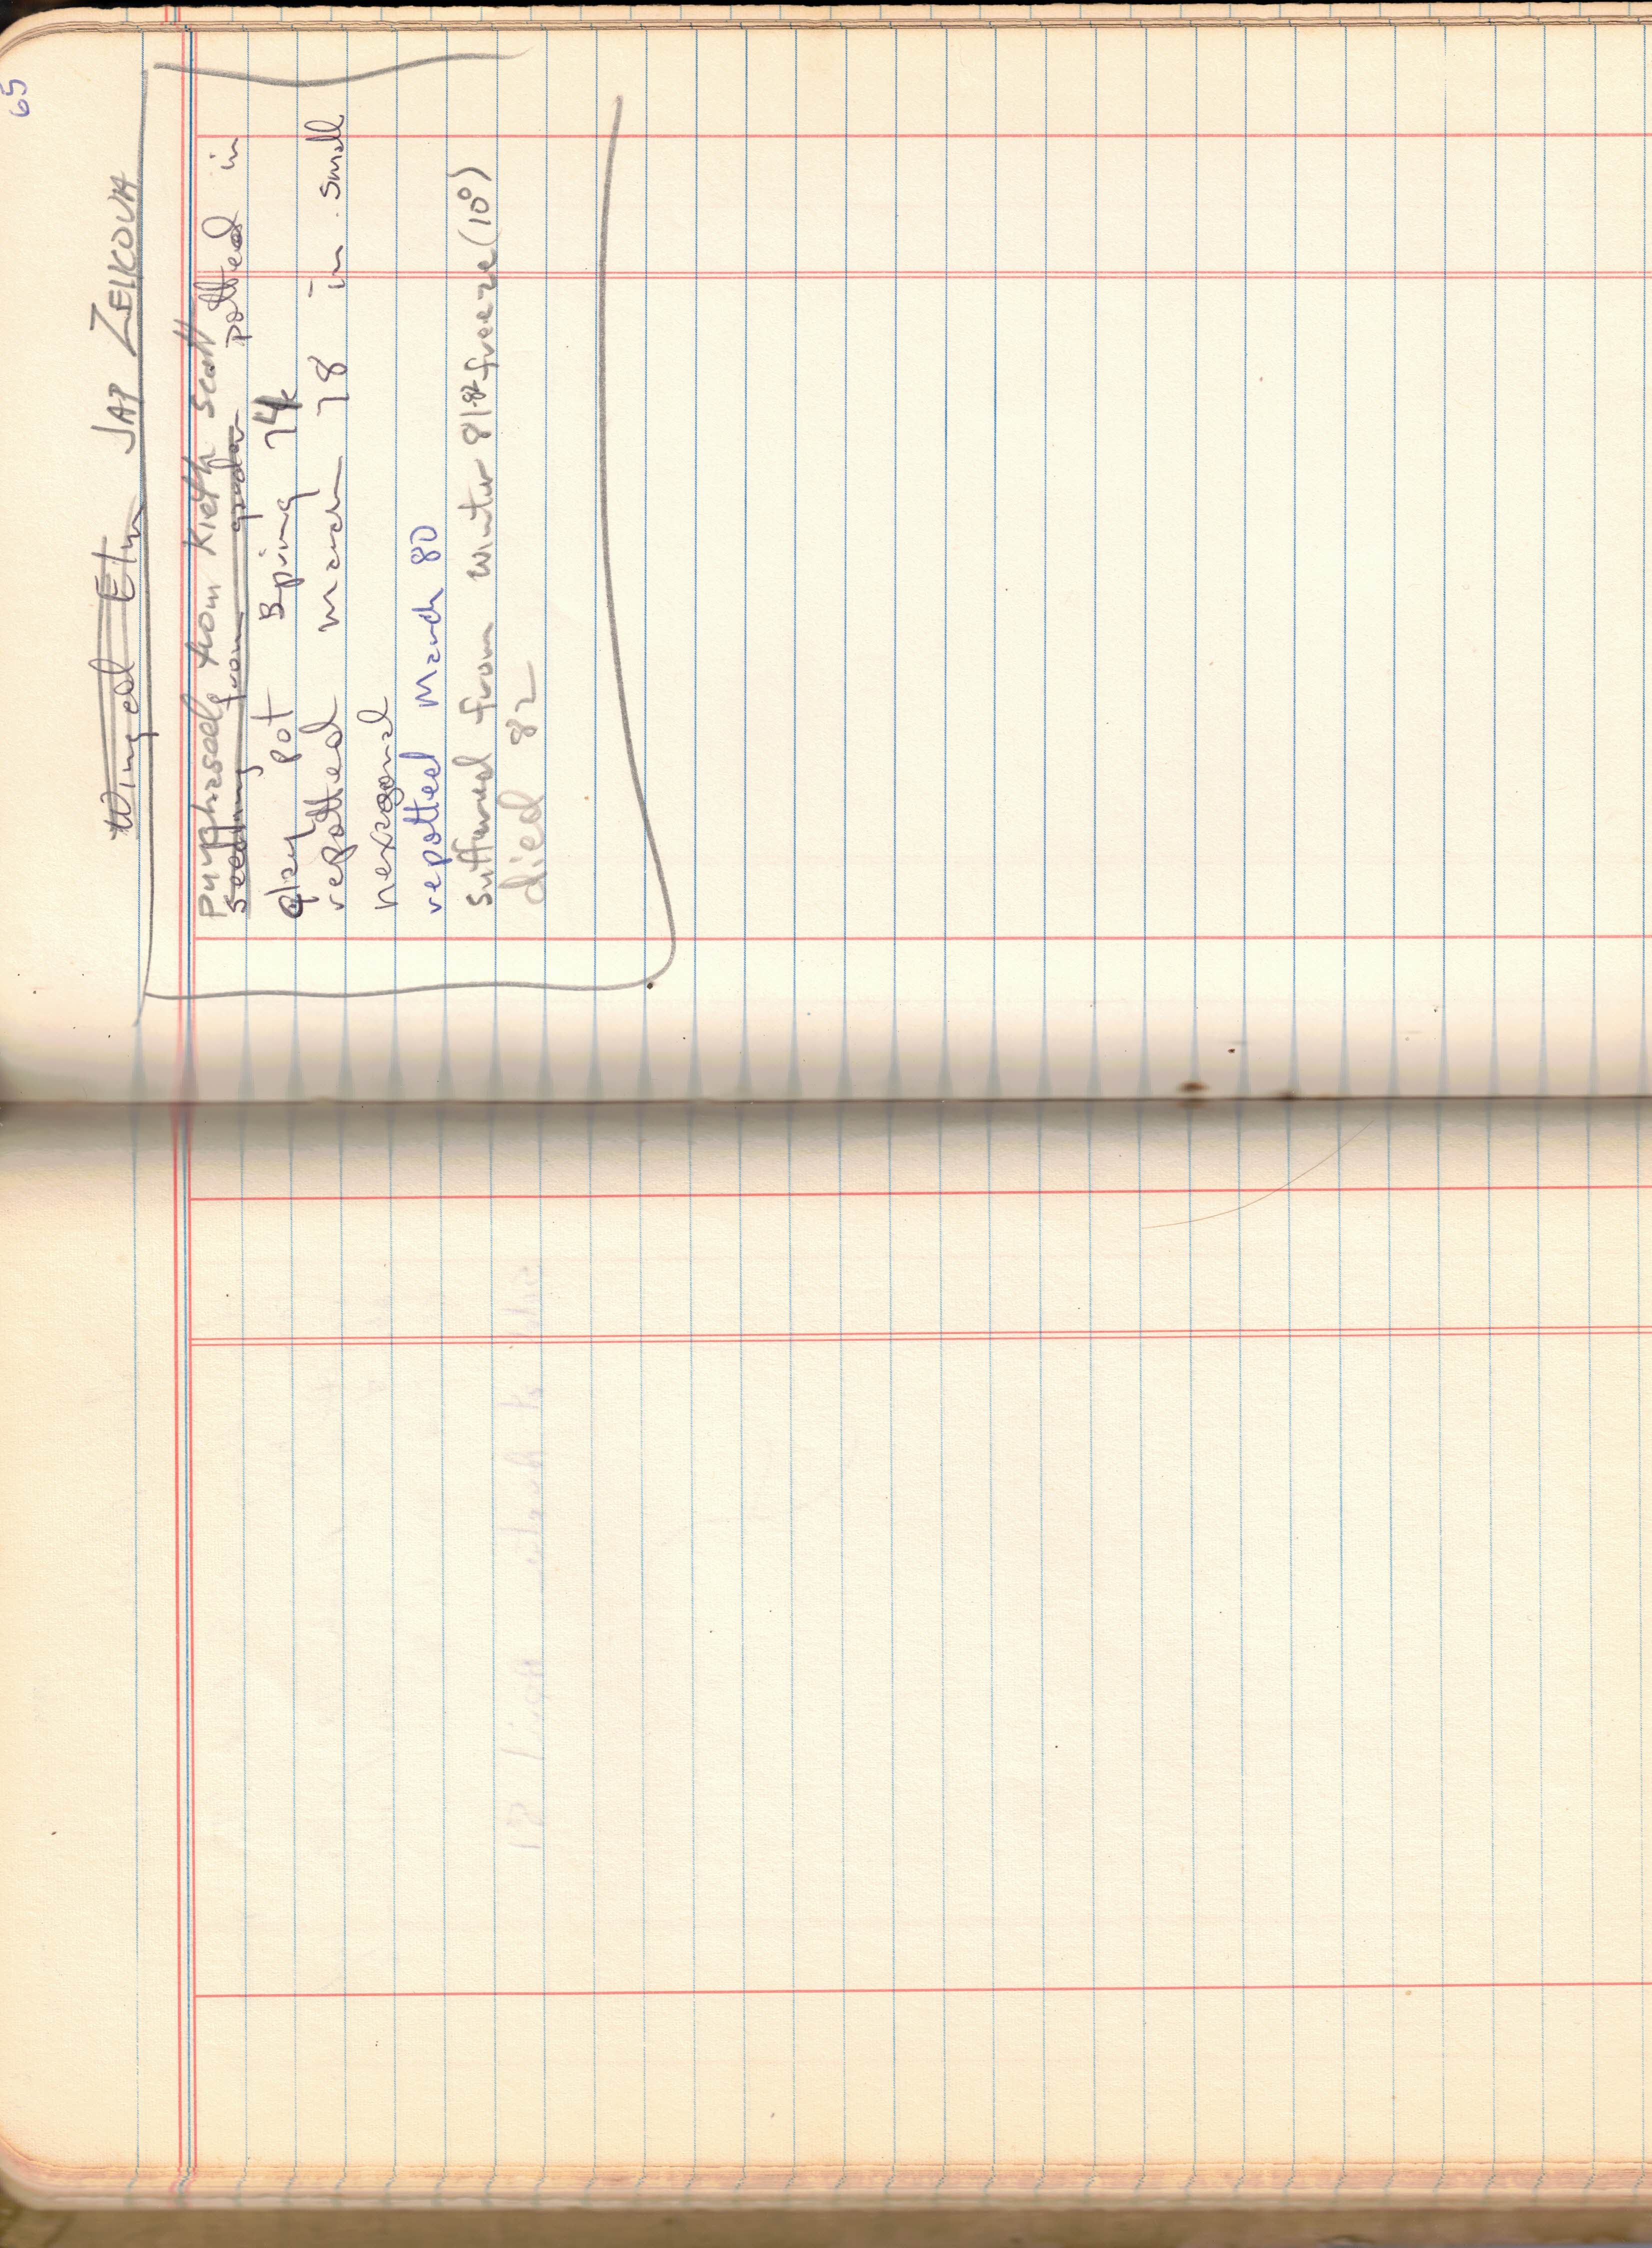 65
Winged Elm JAP ZELKOVA
purchased from Kieth Scott
seedling from garden potted in
clay pot Spring 74
repotted March 78 in small
hexagonal
repotted March 80
suffered from winter 81-82 freeze (10°)
died 82